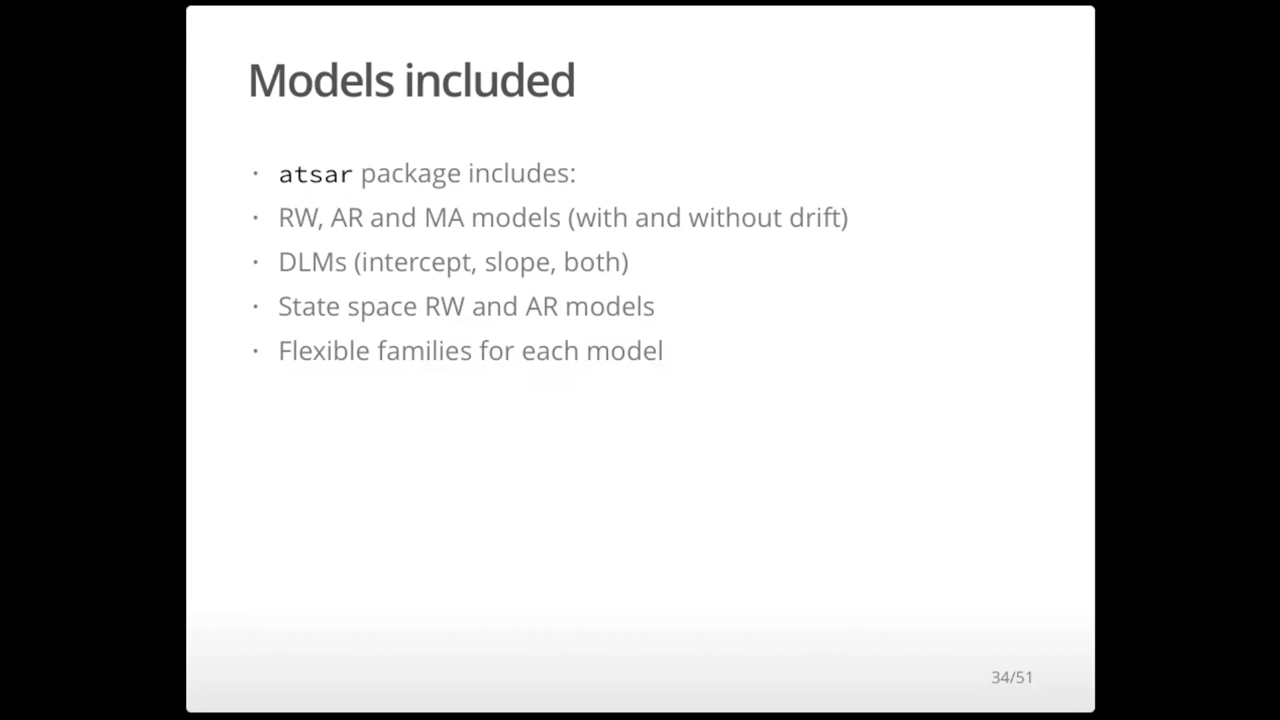 Models included
· atsar package includes:
· RW, AR and MA models (with and without drift)
· DLMs (intercept, slope, both)
· State space RW and AR models
· Flexible families for each model
34/51